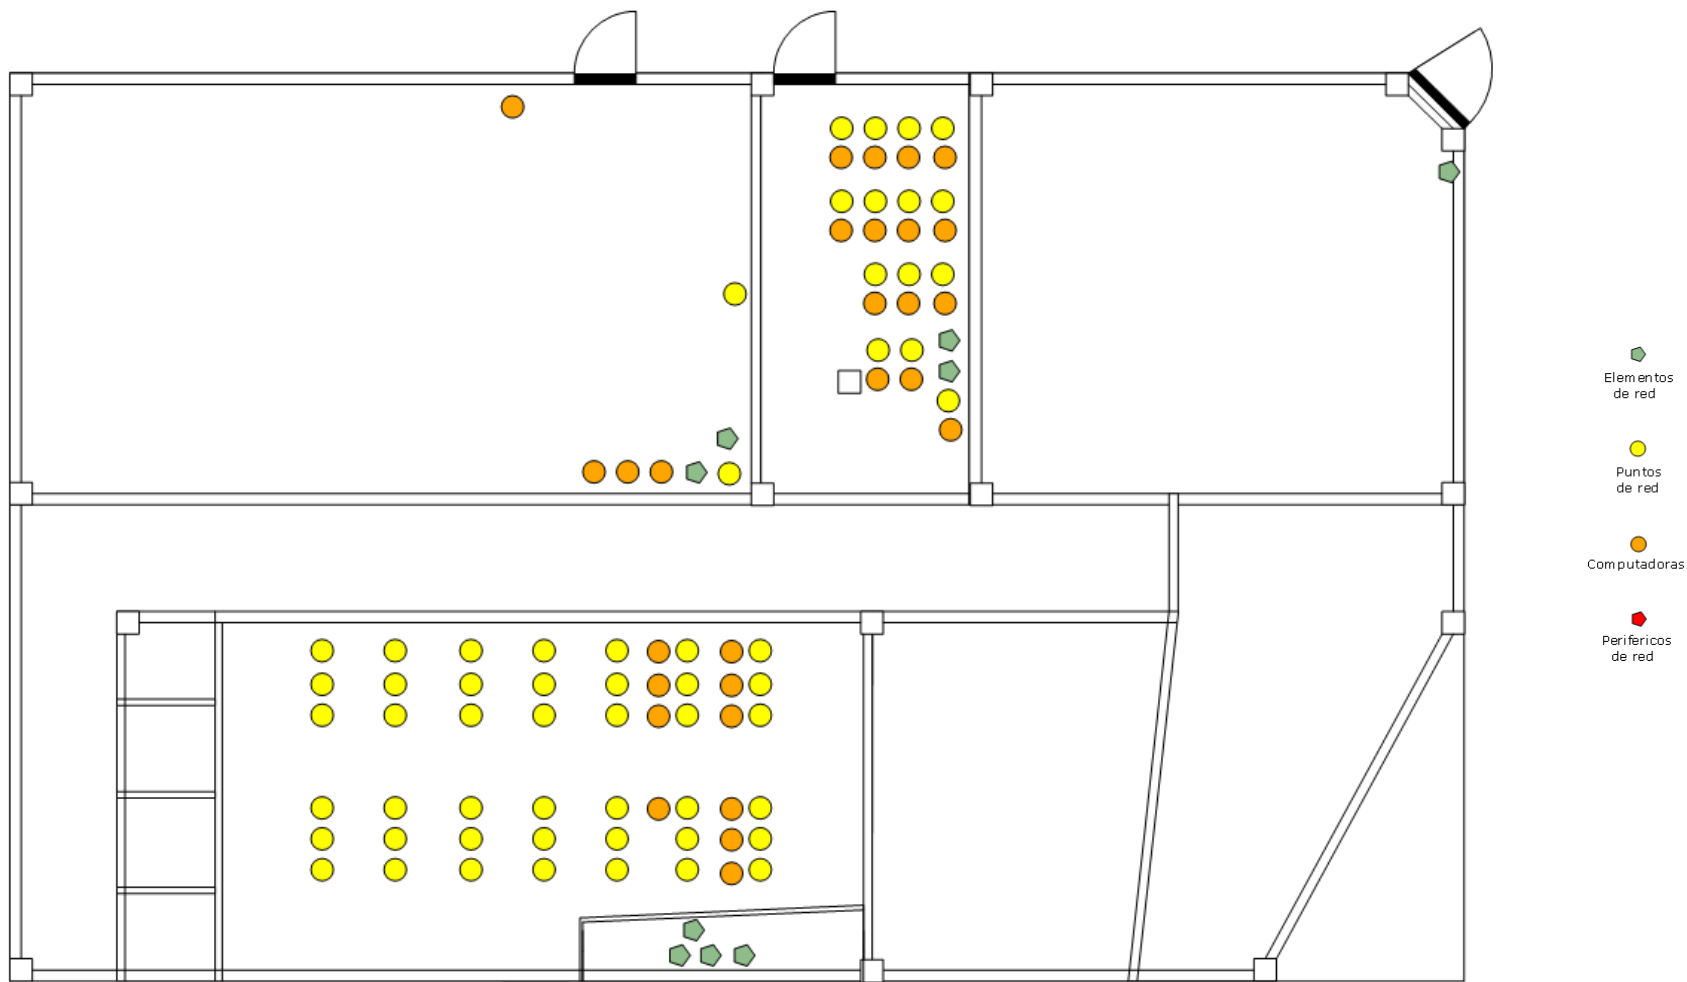 Elementos
de red
Puntos
de red
Computadoras
Perifericos
de red